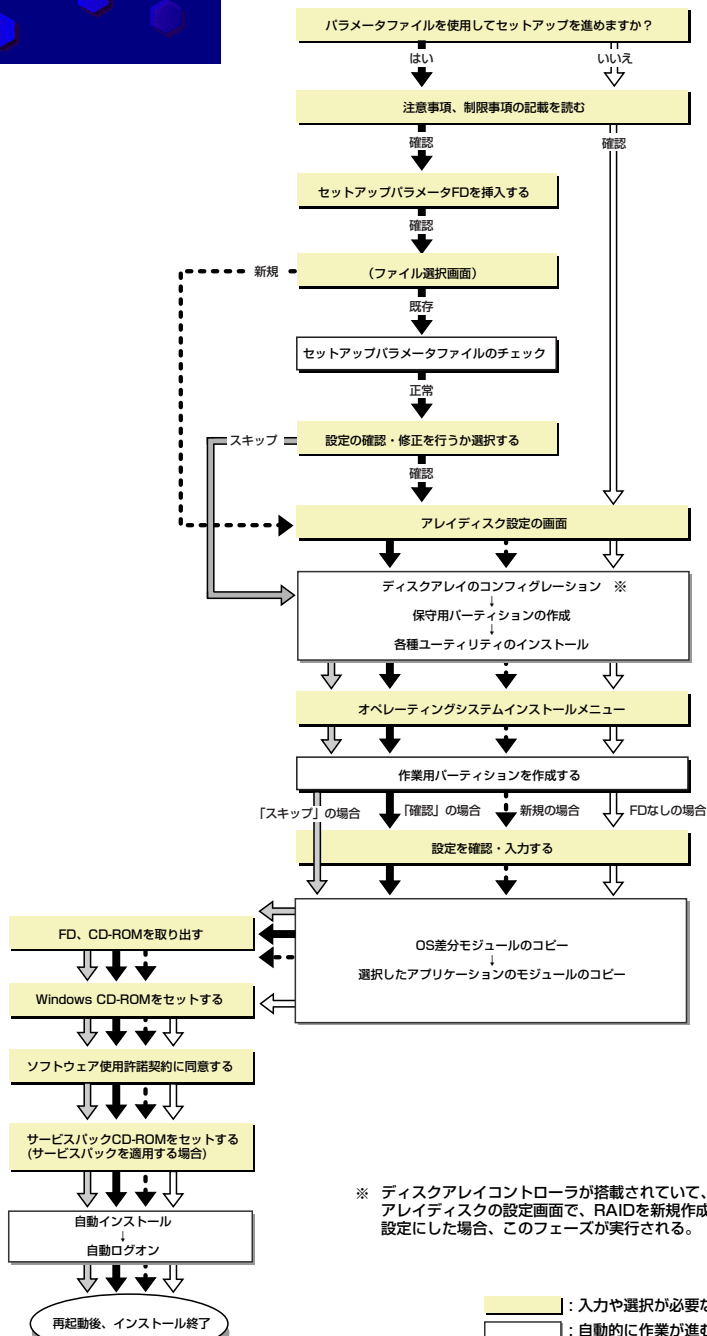 パラメータファイルを使用してセットアップを進めますか？
はい
いいえ
注意事項、制限事項の記載を読む
確認
確認
セットアップパラメータFDを挿入する
確認
新規
（ファイル選択画面）
既存
セットアップパラメータファイルのチェック
正常
スキップ
設定の確認・修正を行うか選択する
確認
アレイディスク設定の画面
ディスクアレイのコンフィグレーション　※
↓
保守用パーティションの作成
↓
各種ユーティリティのインストール
オペレーティングシステムインストールメニュー
作業用パーティションを作成する
「スキップ」の場合
「確認」の場合
新規の場合
FDなしの場合
設定を確認・入力する
OS差分モジュールのコピー
↓
選択したアプリケーションのモジュールのコピー
FD、CD-ROMを取り出す
Windows CD-ROMをセットする
ソフトウェア使用許諾契約に同意する
サービスパックCD-ROMをセットする
(サービスパックを適用する場合)
自動インストール
↓
自動ログオン
再起動後、インストール終了
※　ディスクアレイコントローラが搭載されていて、
アレイディスクの設定画面で、RAIDを新規作成
設定にした場合、このフェーズが実行される。
：入力や選択が必要な
：自動的に作業が進む